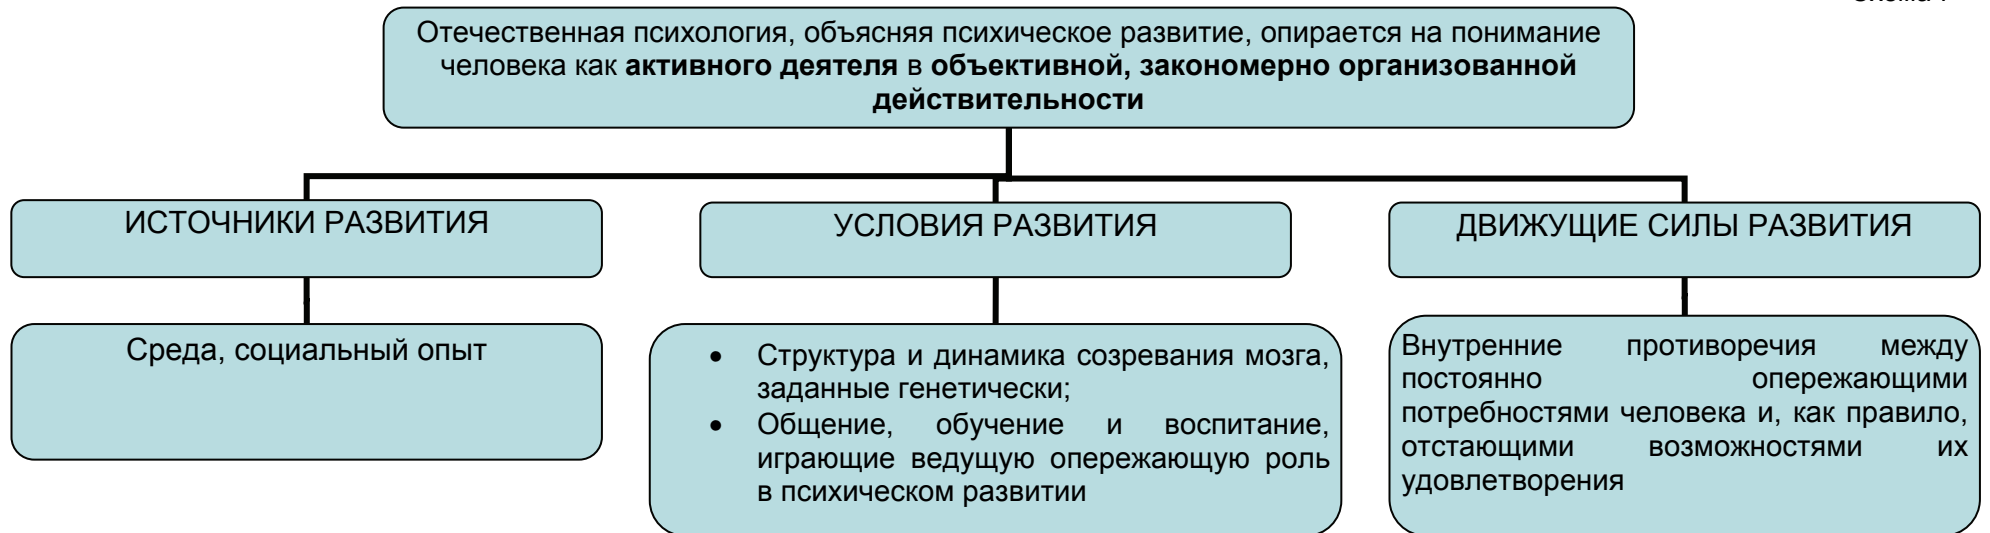 Отечественная психология, объясняя психическое развитие, опирается на понимание
человека как активного деятеля в объективной, закономерно организованной
действительности
ИСТОЧНИКИ РАЗВИТИЯ
УСЛОВИЯ РАЗВИТИЯ
ДВИЖУЩИЕ СИЛЫ РАЗВИТИЯ
Среда, социальный опыт
• Структура и динамика созревания мозга,
заданные генетически;
• Общение, обучение и воспитание,
играющие ведущую опережающую роль
в психическом развитии
Внутренние противоречия между
постоянно опережающими
потребностями человека и, как правило,
отстающими возможностями их
удовлетворения